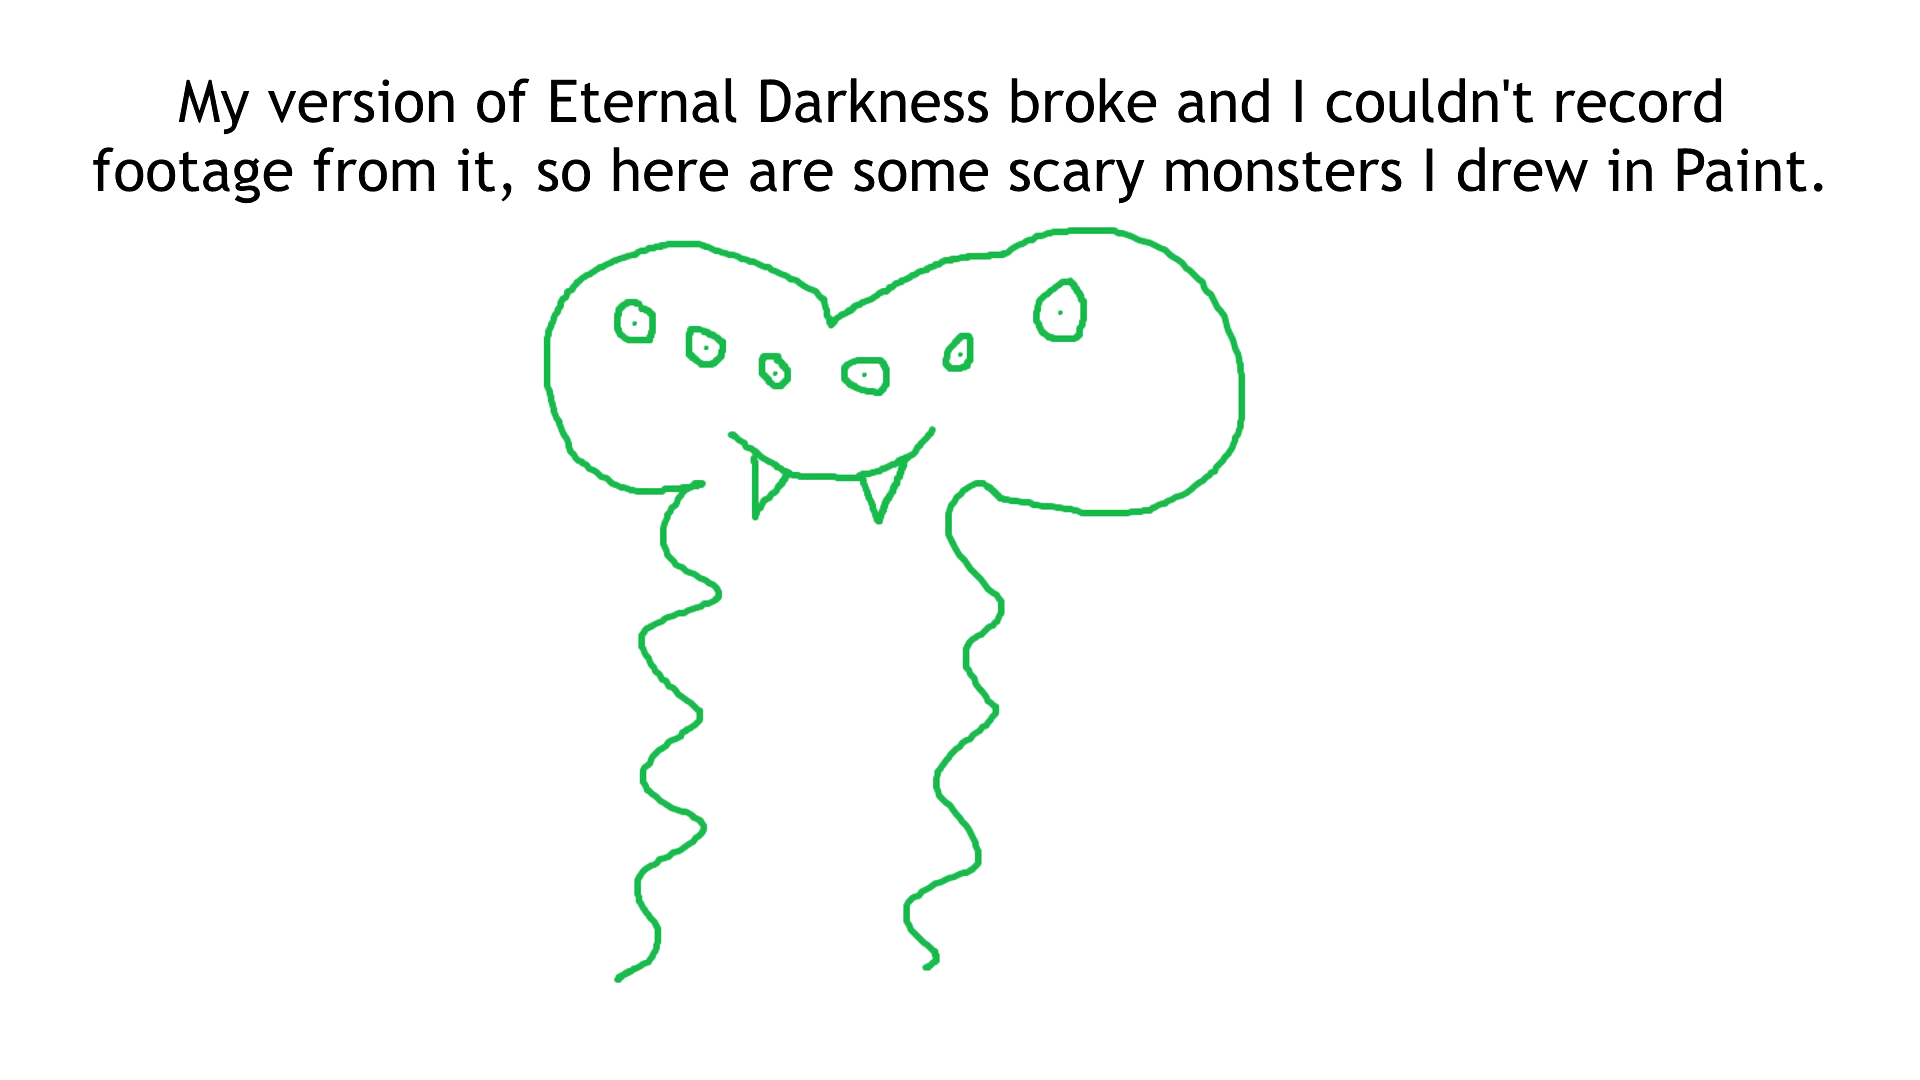 My version of Eternal Darkness broke and I couldn't record
footage from it, so here are some scary monsters I drew in Paint.